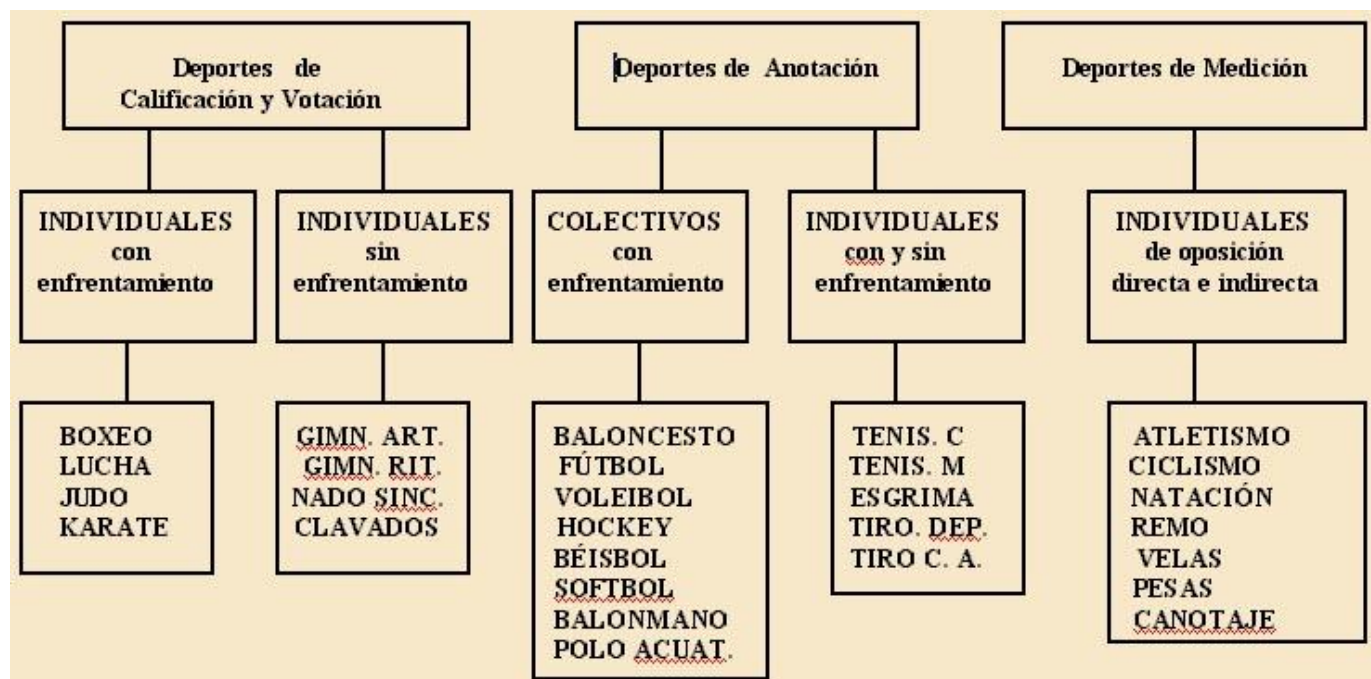 Deportes de
Calificación y Votación
Deportes de Anotación
Deportes de Medición
INDIVIDUALES
con
enfrentamiento
INDIVIDUALES
sin
enfrentamiento
COLECTIVOS
con
enfrentamiento
INDIVIDUALES
con y sin
enfrentamiento
INDIVIDUALES
de oposición
directa e indirecta
BOXEO
LUCHA
JUDO
KARATE
GIMN. ART.
GIMN. RIT.
NADO SINC.
CLAVADOS
BALONCESTO
FÚTBOL
VOLEIBOL
HOCKEY
BÉISBOL
SOFTBOL
BALONMANO
POLO ACUAT.
TENIS. C
TENIS. M
ESGRIMA
TIRO. DEP.
TIRO C. A.
ATLETISMO
CICLISMO
NATACIÓN
REMO
VELAS
PESAS
CANOTAJE